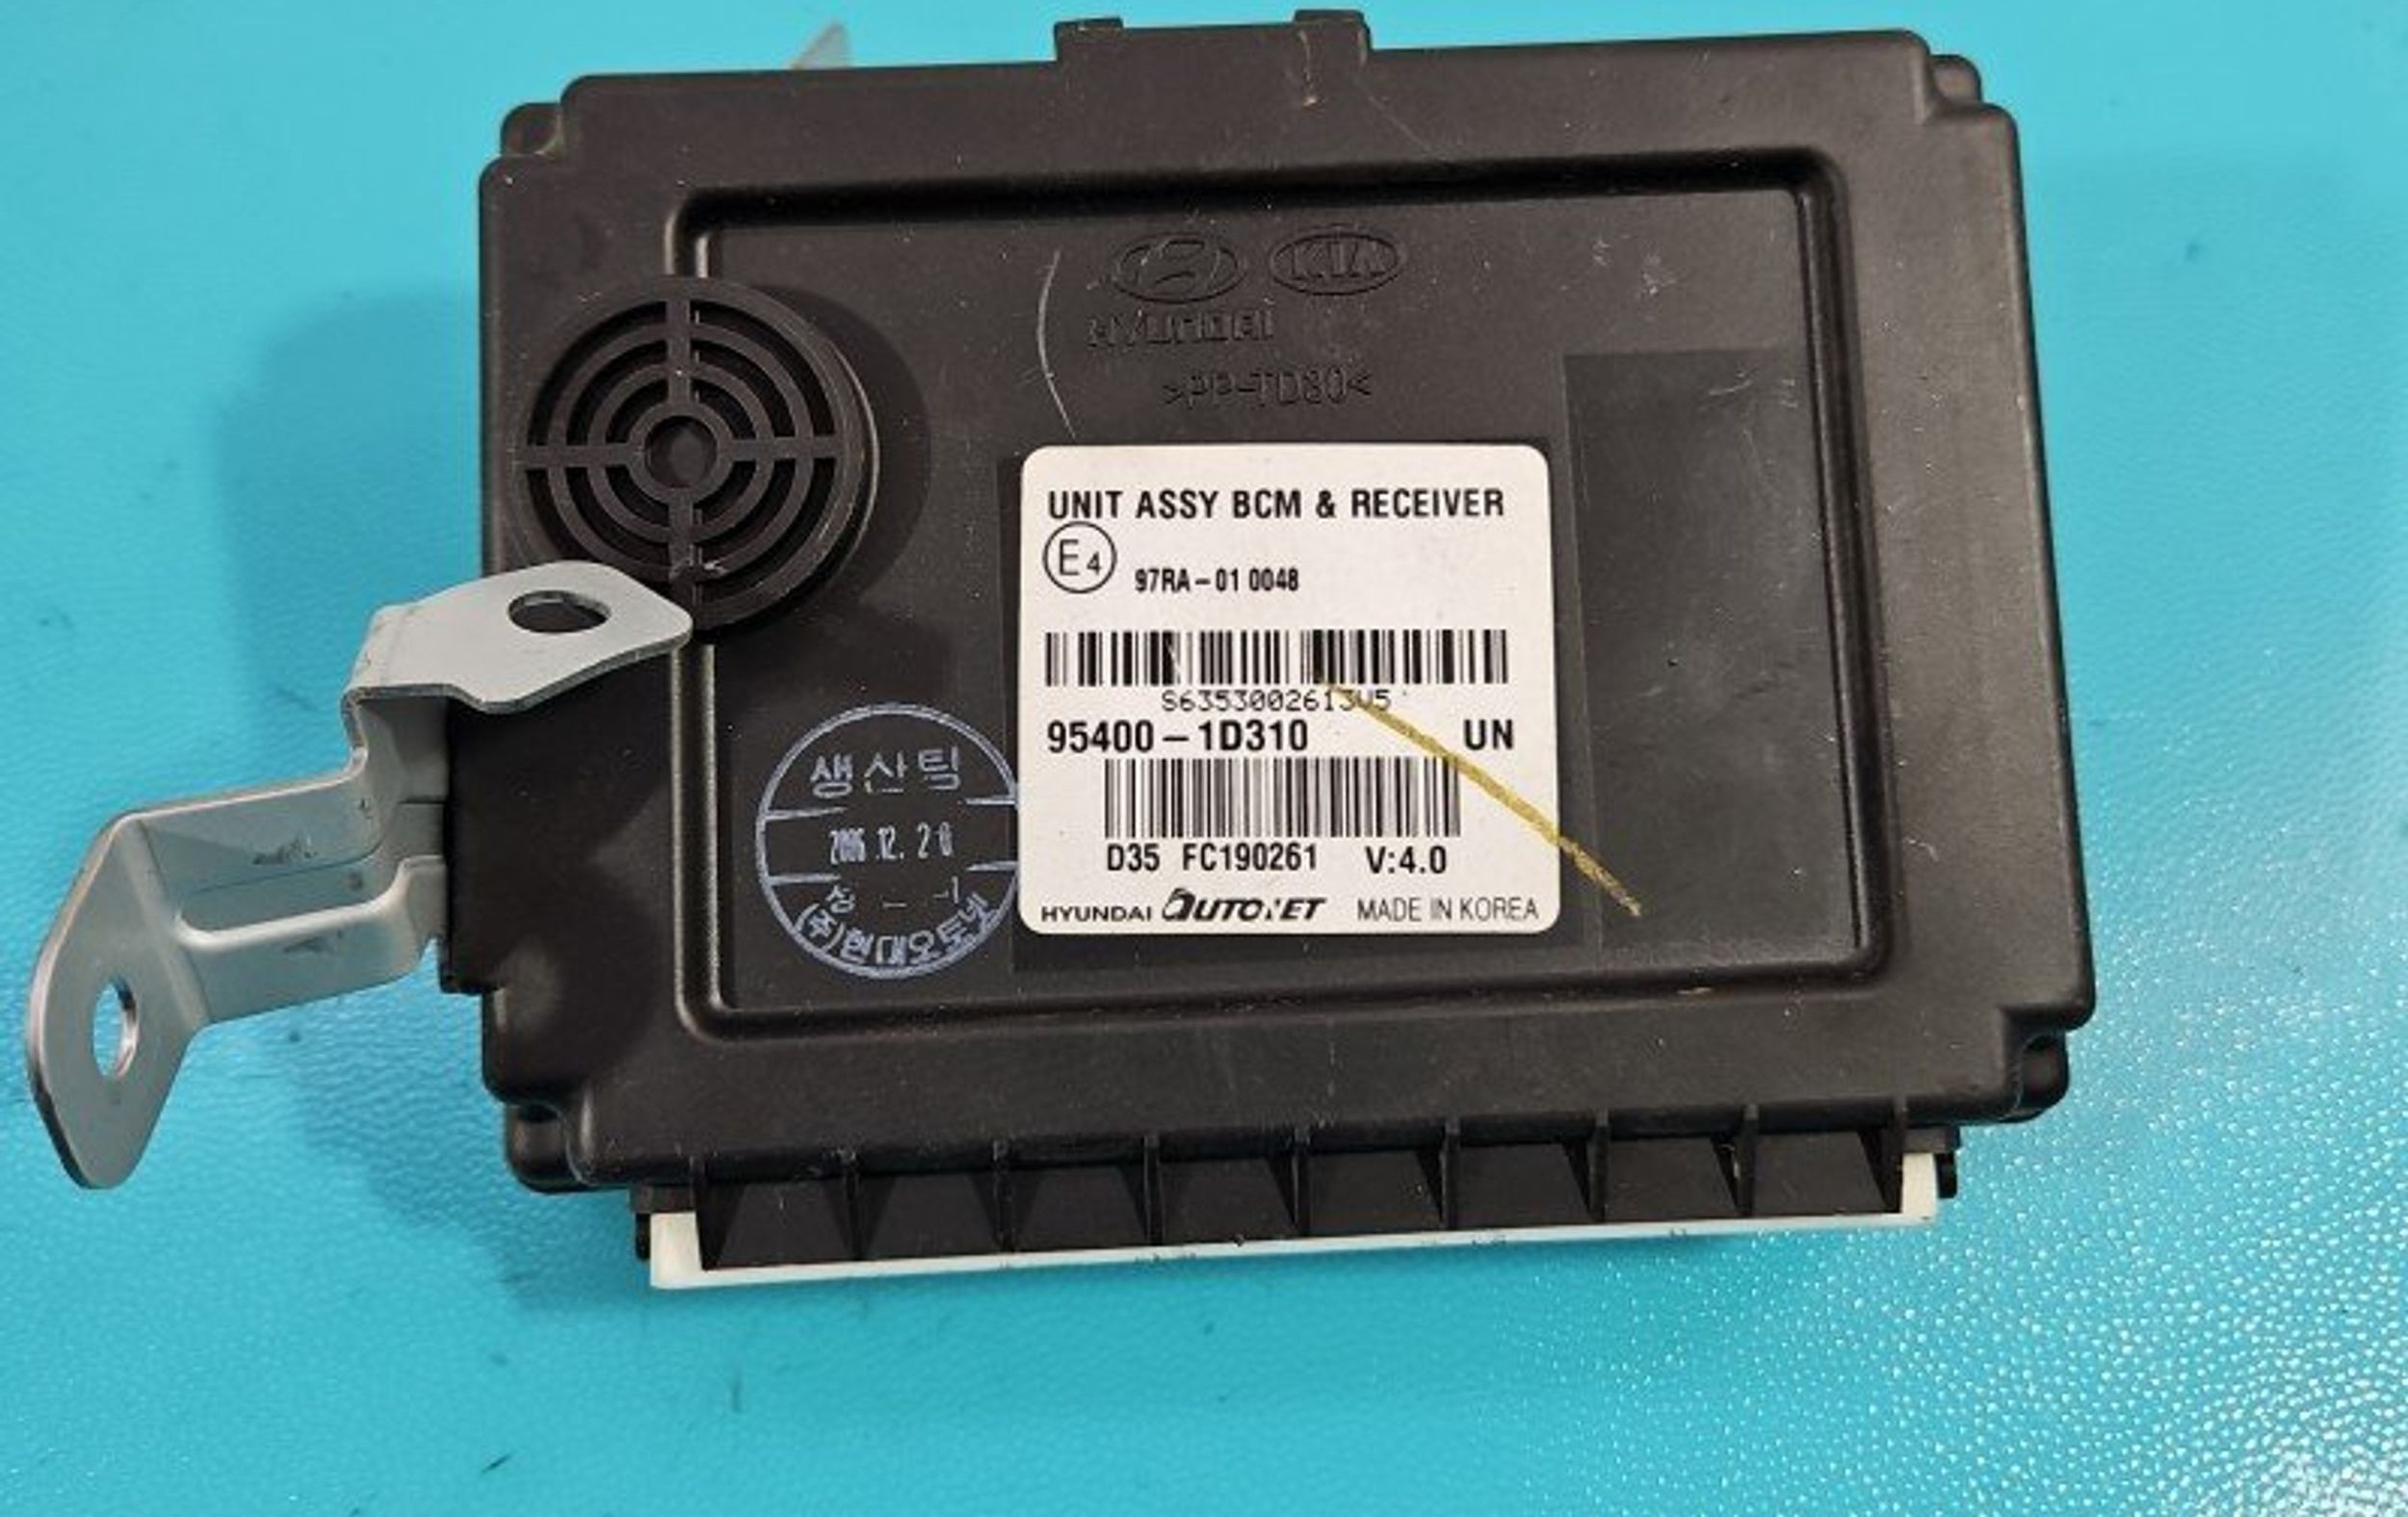 KIA
HYUNDAI
>PP-TD80<
UNIT ASSY BCM & RECEIVER
E4
97RA-01 0048
S6353002613U5
95400-1D310 UN
D35 FC190261 V:4.0
HYUNDAI AUTONET MADE IN KOREA
생산팀
2006.12.20
(주)현대오토넷